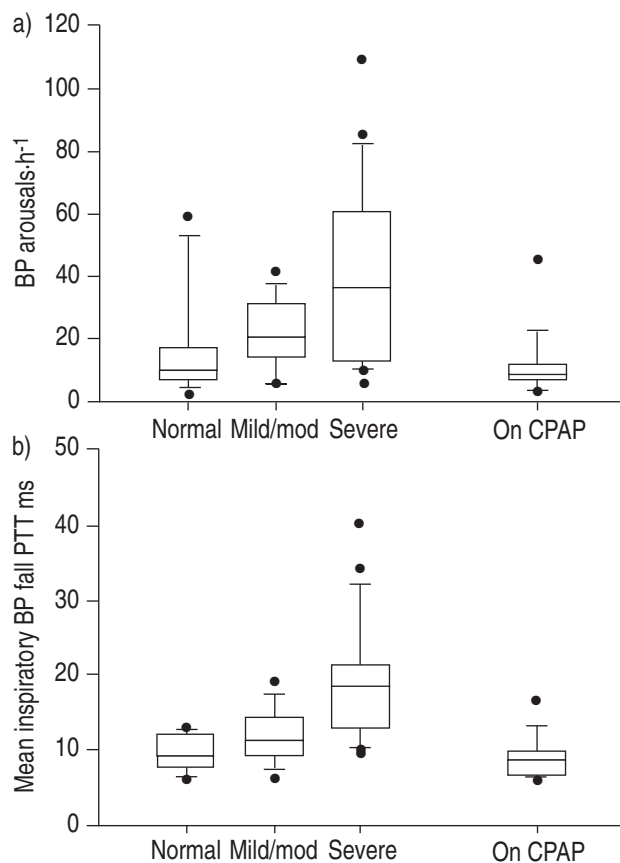 a)
120
100
80
60
40
20
0
BP arousals·h-1
Normal Mild/mod Severe On CPAP
b)
50
40
30
20
10
0
Mean inspiratory BP fall PTT ms
Normal Mild/mod Severe On CPAP